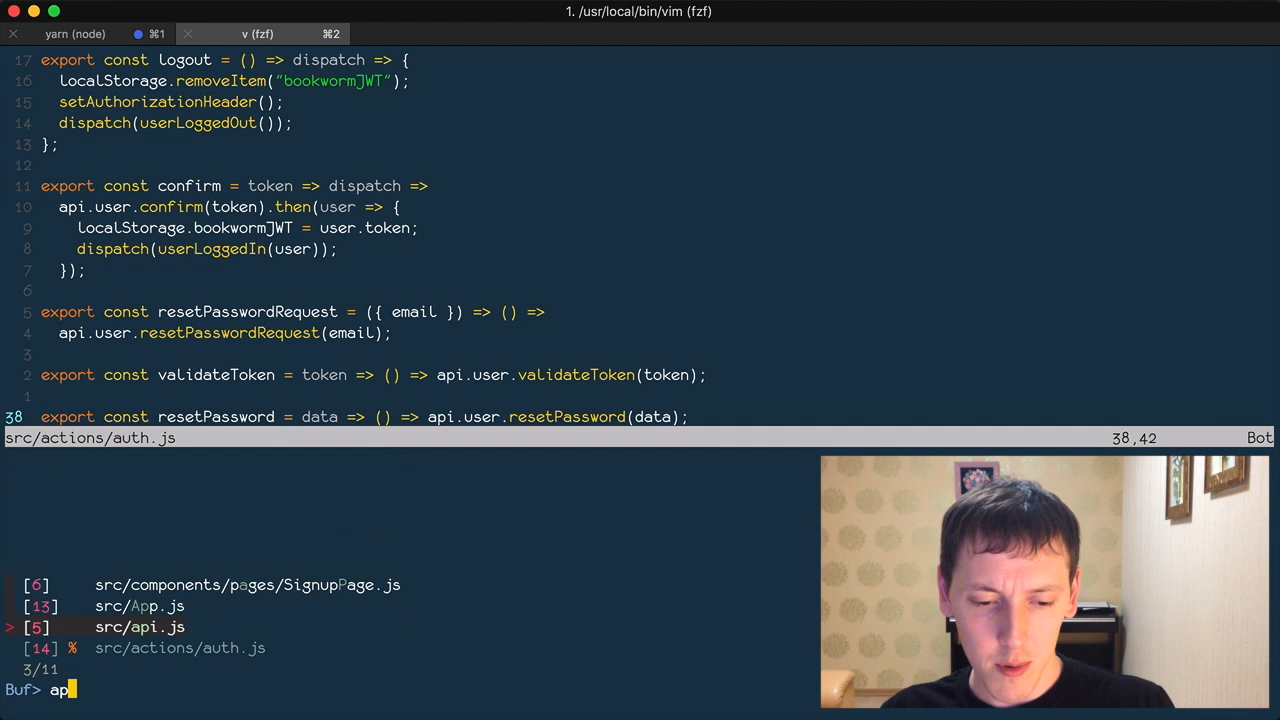 1. /usr/local/bin/vim (fzf)
yarn (node) ⌘1 v (fzf) ⌘2
17 export const logout = () => dispatch => {
16 localStorage.removeItem("bookwormJWT");
15 setAuthorizationHeader();
14 dispatch(userLoggedOut());
13 };
12
11 export const confirm = token => dispatch =>
10 api.user.confirm(token).then(user => {
9 localStorage.bookwormJWT = user.token;
8 dispatch(userLoggedIn(user));
7 });
6
5 export const resetPasswordRequest = ({ email }) => () =>
4 api.user.resetPasswordRequest(email);
3
2 export const validateToken = token => () => api.user.validateToken(token);
1
38 export const resetPassword = data => () => api.user.resetPassword(data);
src/actions/auth.js 38,42 Bot
[6] src/components/pages/SignupPage.js
[13] src/App.js
> [5] src/api.js
[14] % src/actions/auth.js
3/11
Buf> ap